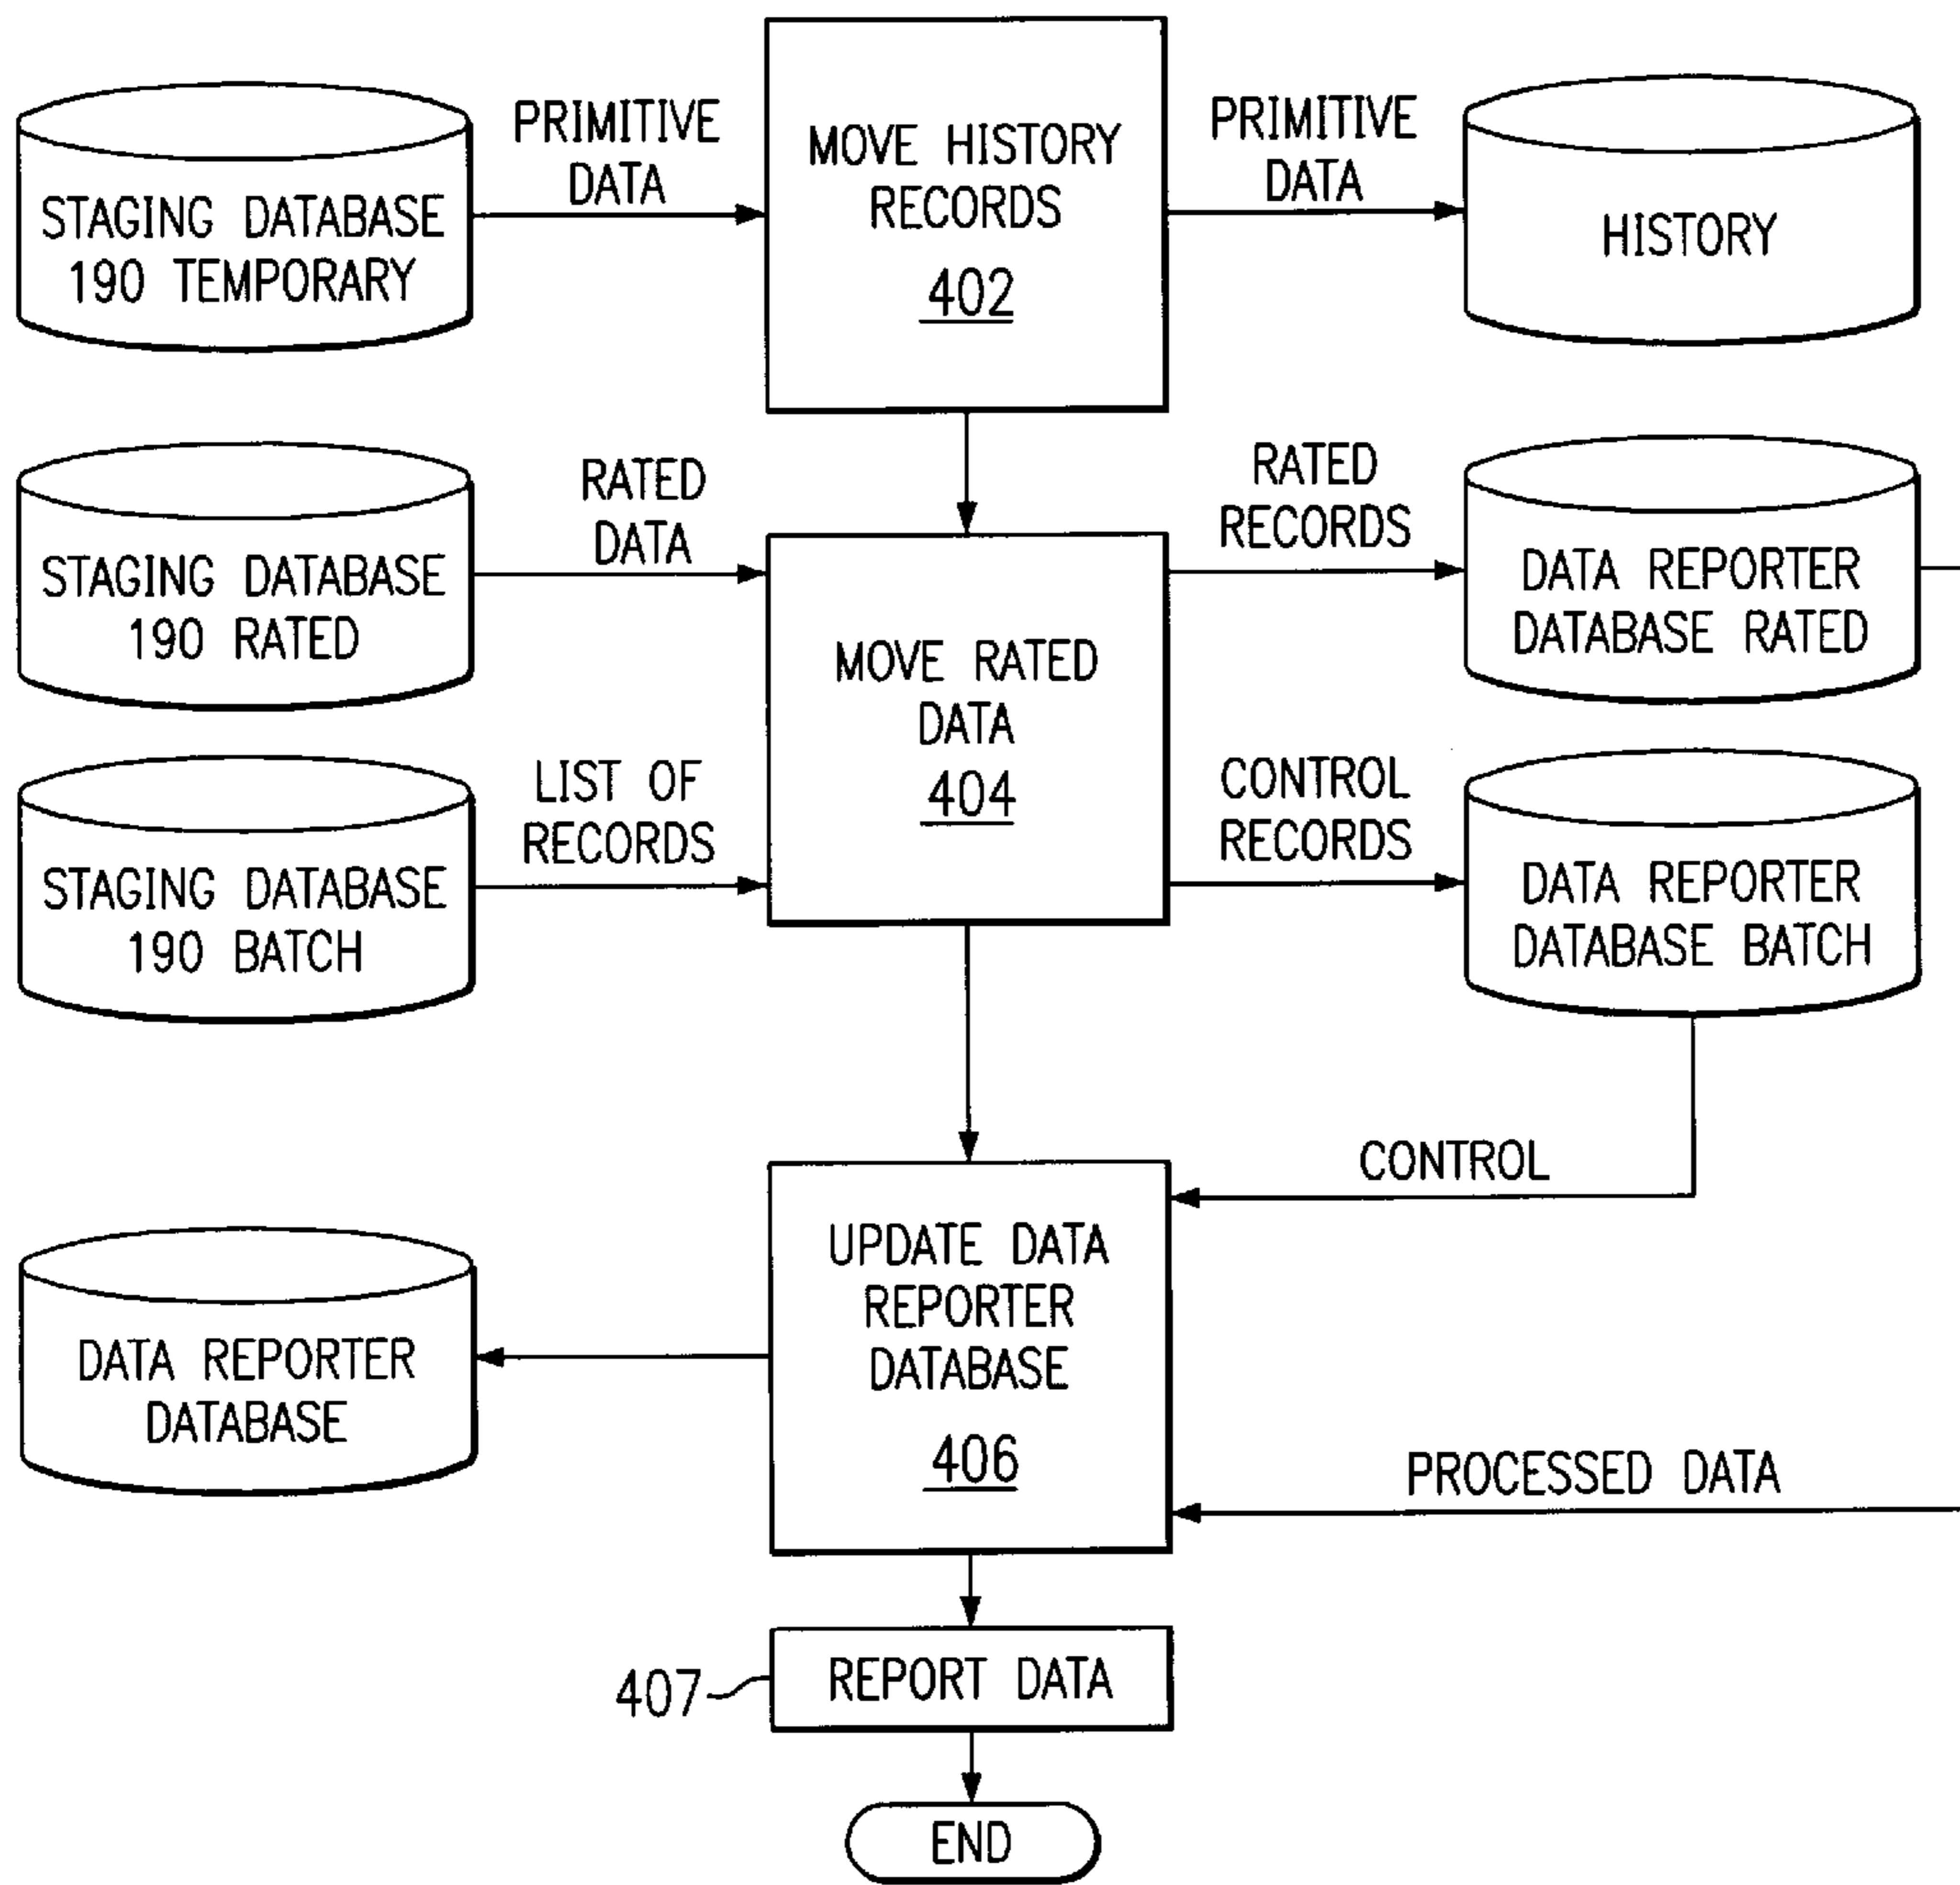 STAGING DATABASE
190 TEMPORARY
PRIMITIVE
DATA
MOVE HISTORY
RECORDS
402
PRIMITIVE
DATA
HISTORY
STAGING DATABASE
190 RATED
RATED
DATA
STAGING DATABASE
190 BATCH
LIST OF
RECORDS
MOVE RATED
DATA
404
RATED
RECORDS
DATA REPORTER
DATABASE RATED
CONTROL
RECORDS
DATA REPORTER
DATABASE BATCH
CONTROL
UPDATE DATA
REPORTER
DATABASE
406
DATA REPORTER
DATABASE
PROCESSED DATA
407
REPORT DATA
END